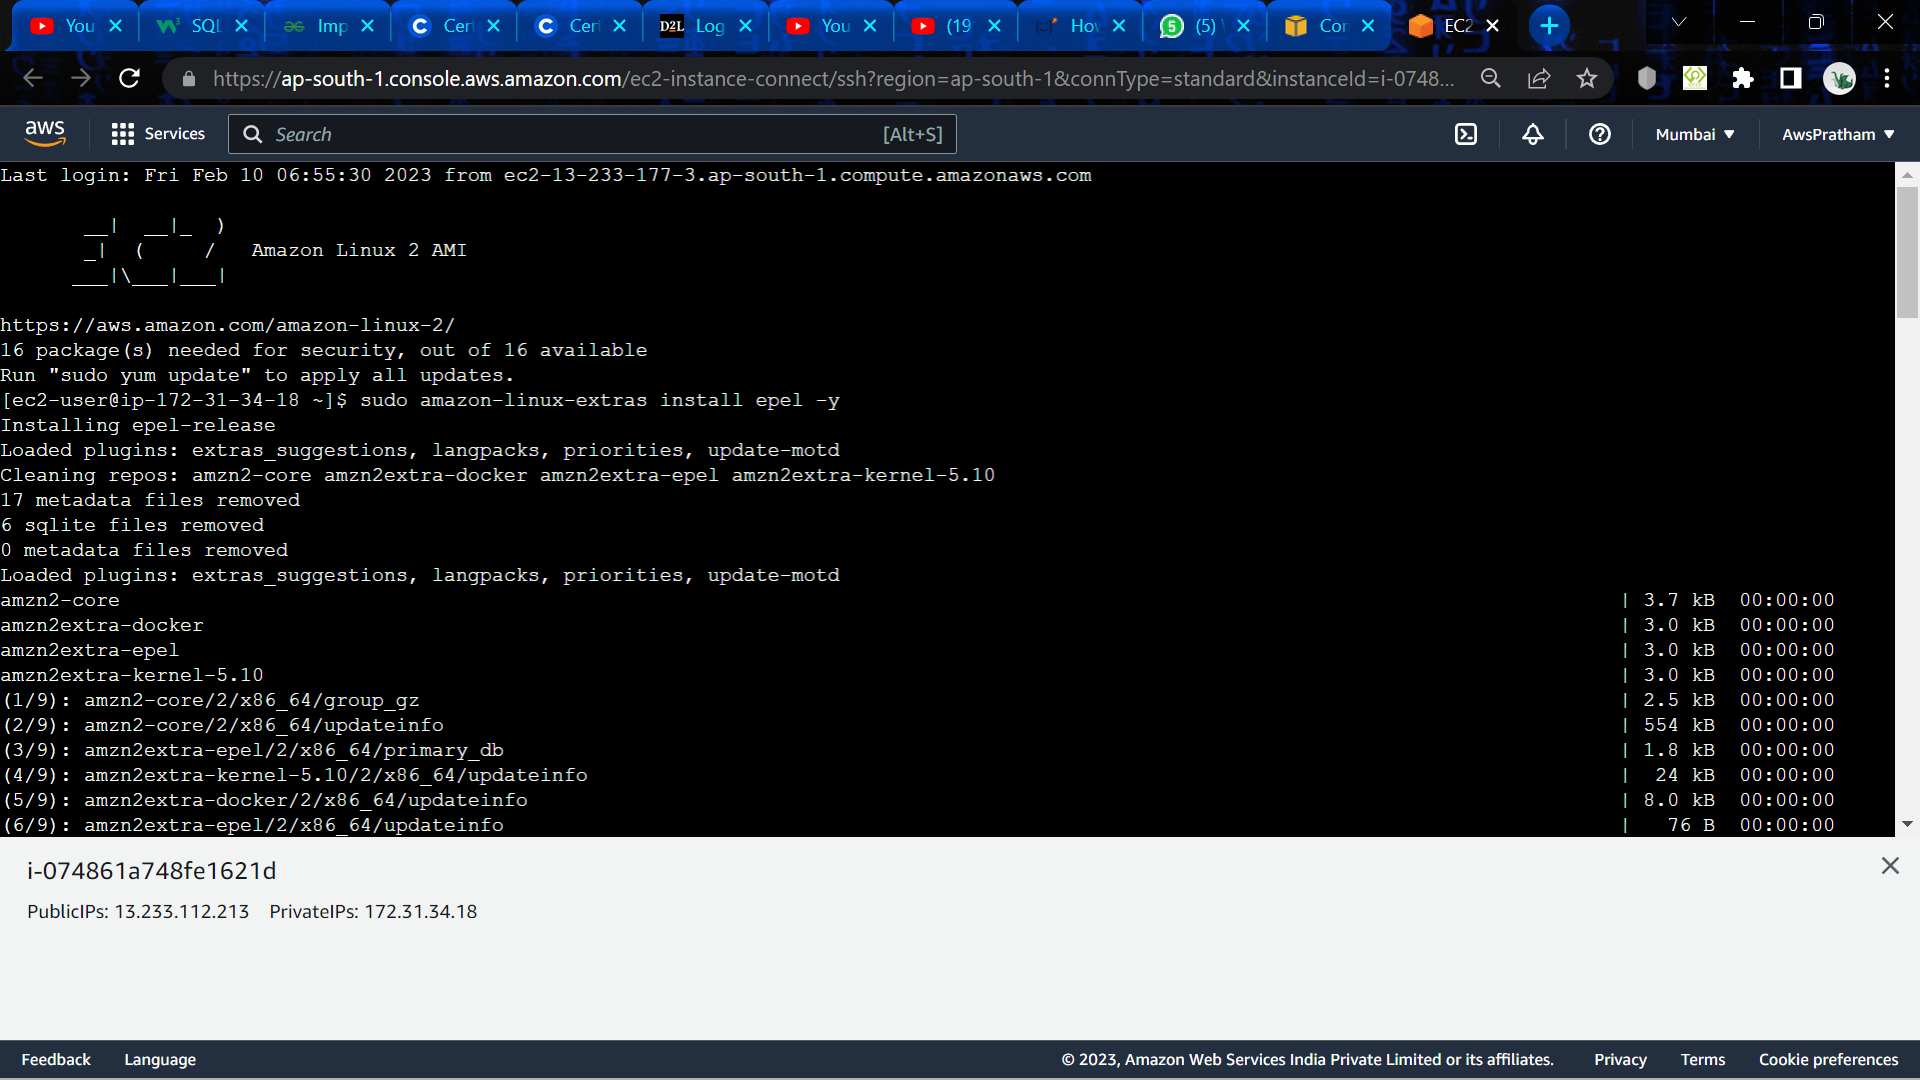 You
SQL
Imp
Cer
Cer
D2L Log
You
(19
Hov
5 (5)
Cor
EC2
https://ap-south-1.console.aws.amazon.com/ec2-instance-connect/ssh?region=ap-south-1&connType=standard&instanceId=i-0748...
aws
Services
Search
[Alt+S]
Mumbai
AwsPratham
Last login: Fri Feb 10 06:55:30 2023 from ec2-13-233-177-3.ap-south-1.compute.amazonaws.com
__|  __|_  )
_|  (     /   Amazon Linux 2 AMI
___|\___|___|
https://aws.amazon.com/amazon-linux-2/
16 package(s) needed for security, out of 16 available
Run "sudo yum update" to apply all updates.
[ec2-user@ip-172-31-34-18 ~]$ sudo amazon-linux-extras install epel -y
Installing epel-release
Loaded plugins: extras_suggestions, langpacks, priorities, update-motd
Cleaning repos: amzn2-core amzn2extra-docker amzn2extra-epel amzn2extra-kernel-5.10
17 metadata files removed
6 sqlite files removed
0 metadata files removed
Loaded plugins: extras_suggestions, langpacks, priorities, update-motd
amzn2-core | 3.7 kB 00:00:00
amzn2extra-docker | 3.0 kB 00:00:00
amzn2extra-epel | 3.0 kB 00:00:00
amzn2extra-kernel-5.10 | 3.0 kB 00:00:00
(1/9): amzn2-core/2/x86_64/group_gz | 2.5 kB 00:00:00
(2/9): amzn2-core/2/x86_64/updateinfo | 554 kB 00:00:00
(3/9): amzn2extra-epel/2/x86_64/primary_db | 1.8 kB 00:00:00
(4/9): amzn2extra-kernel-5.10/2/x86_64/updateinfo | 24 kB 00:00:00
(5/9): amzn2extra-docker/2/x86_64/updateinfo | 8.0 kB 00:00:00
(6/9): amzn2extra-epel/2/x86_64/updateinfo | 76 B 00:00:00
i-074861a748fe1621d
PublicIPs: 13.233.112.213 PrivateIPs: 172.31.34.18
Feedback
Language
© 2023, Amazon Web Services India Private Limited or its affiliates.
Privacy
Terms
Cookie preferences